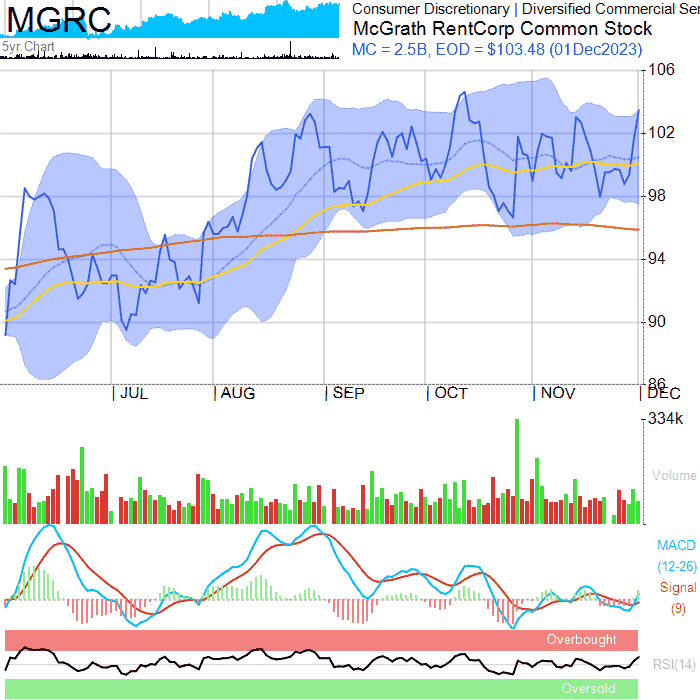 MGRC
5yr Chart
Consumer Discretionary | Diversified Commercial Ser
McGrath RentCorp Common Stock
MC = 2.5B, EOD = $103.48 (01Dec2023)
106
102
98
94
90
86
| JUL
| AUG
| SEP
| OCT
| NOV
| DEC
334k
Volume
MACD
(12-26)
Signal
(9)
Overbought
RSI(14)
Oversold